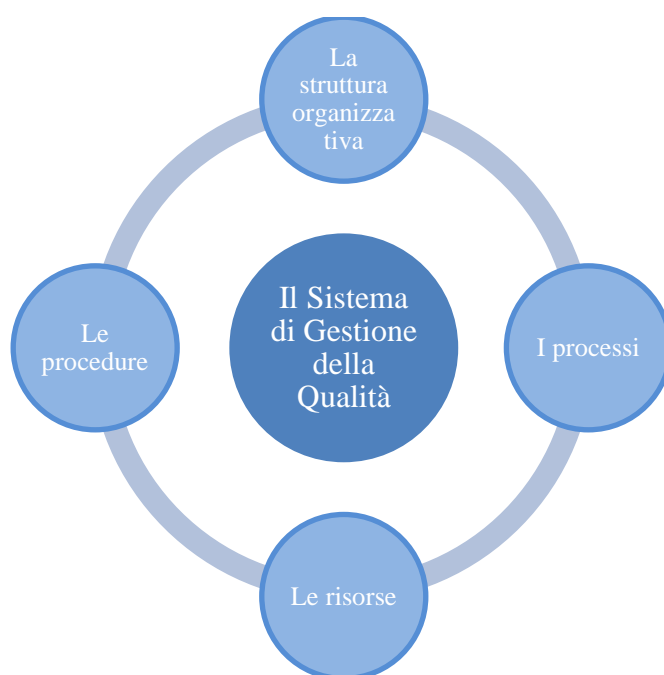 La
struttura
organizza
tiva
Il Sistema
di Gestione
della
Qualità
Le
procedure
I processi
Le risorse